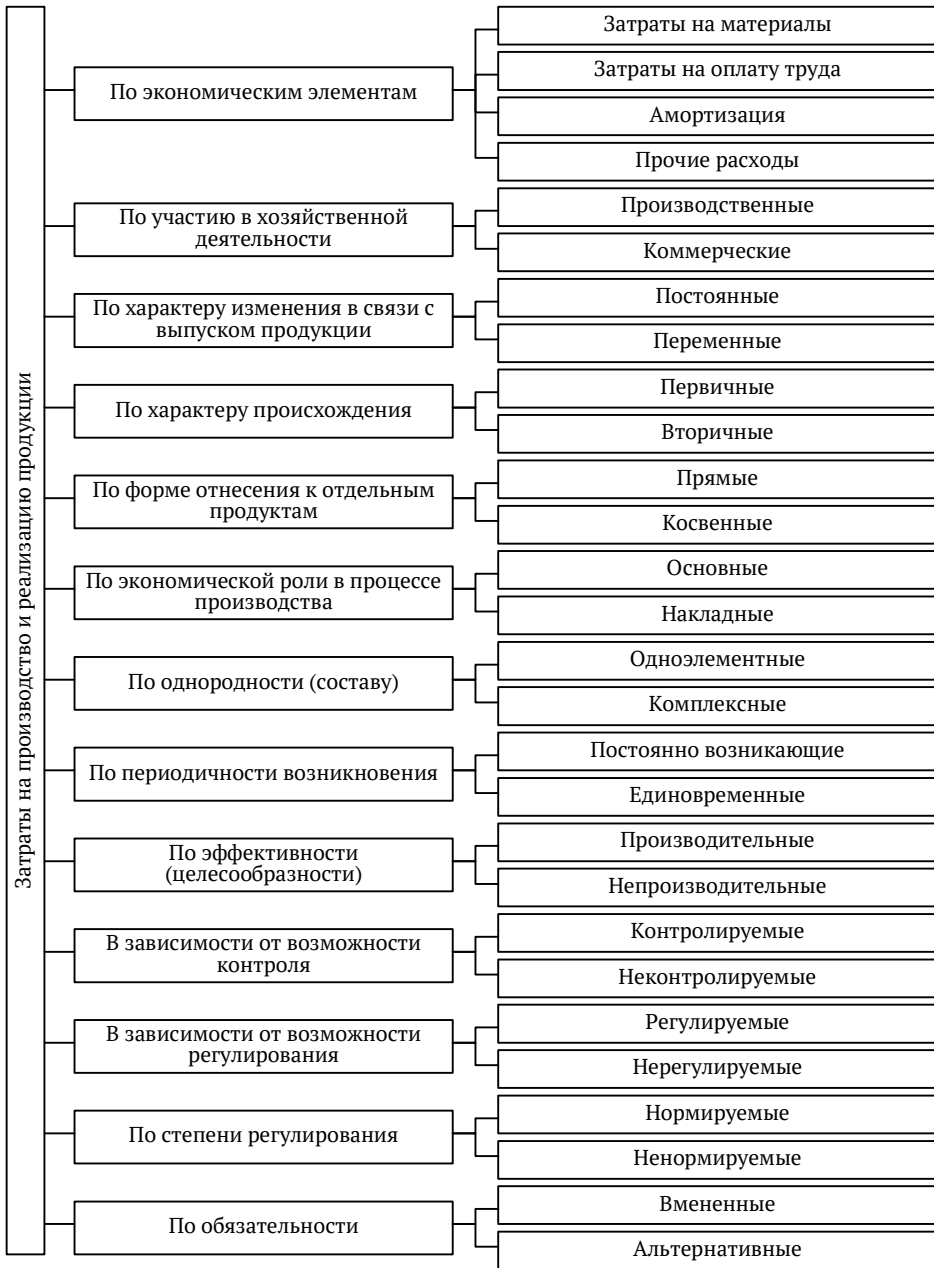 Затраты на производство и реализацию продукции
По экономическим элементам
Затраты на материалы
Затраты на оплату труда
Амортизация
Прочие расходы
По участию в хозяйственной
деятельности
Производственные
Коммерческие
По характеру изменения в связи с
выпуском продукции
Постоянные
Переменные
По характеру происхождения
Первичные
Вторичные
По форме отнесения к отдельным
продуктам
Прямые
Косвенные
По экономической роли в процессе
производства
Основные
Накладные
По однородности (составу)
Одноэлементные
Комплексные
По периодичности возникновения
Постоянно возникающие
Единовременные
По эффективности
(целесообразности)
Производительные
Непроизводительные
В зависимости от возможности
контроля
Контролируемые
Неконтролируемые
В зависимости от возможности
регулирования
Регулируемые
Нерегулируемые
По степени регулирования
Нормируемые
Ненормируемые
По обязательности
Вмененные
Альтернативные